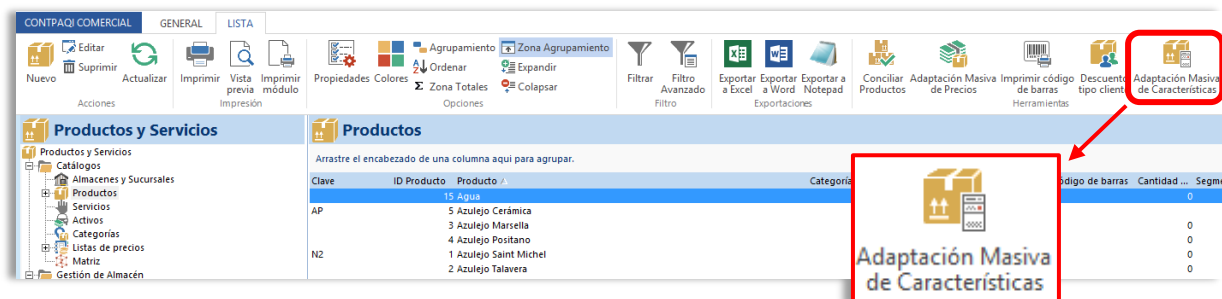 CONTPAQI COMERCIAL GENERAL LISTA
Nuevo
Editar
Suprimir
Actualizar
Acciones
Imprimir
Vista previa
Imprimir módulo
Impresión
Propiedades
Colores
Agrupamiento
Ordenar
Σ Zona Totales
Zona Agrupamiento
Expandir
Colapsar
Opciones
Filtrar
Filtro Avanzado
Filtro
Exportar a Excel
Exportar a Word
Exportar a Notepad
Exportaciones
Conciliar Productos
Adaptación Masiva de Precios
Imprimir código de barras
Descuento tipo cliente
Adaptación Masiva de Características
Herramientas
Productos y Servicios
Productos y Servicios
Catálogos
Almacenes y Sucursales
Productos
Servicios
Activos
Categorías
Listas de precios
Matriz
Gestión de Almacén
Productos
Arrastre el encabezado de una columna aqui para agrupar.
Clave ID Producto Producto Categoría digo de barras Cantidad ... Segme
15 Agua 0
AP 5 Azulejo Cerámica
3 Azulejo Marsella 0
4 Azulejo Positano 0
N2 1 Azulejo Saint Michel 0
2 Azulejo Talavera 0
Adaptación Masiva
de Características